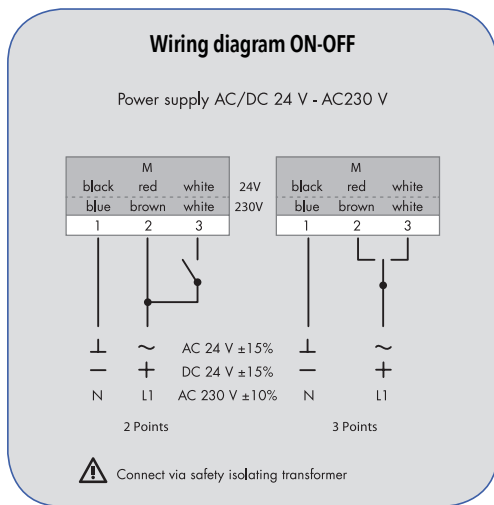 Wiring diagram ON-OFF
Power supply AC/DC 24 V - AC230 V
M
black red white 24V
blue brown white 230V
1 2 3
M
black red white
blue brown white
1 2 3
⊥ ~ AC 24 V ±15% ⊥ ~
− + DC 24 V ±15% − +
N L1 AC 230 V ±10% N L1
2 Points 3 Points
Connect via safety isolating transformer